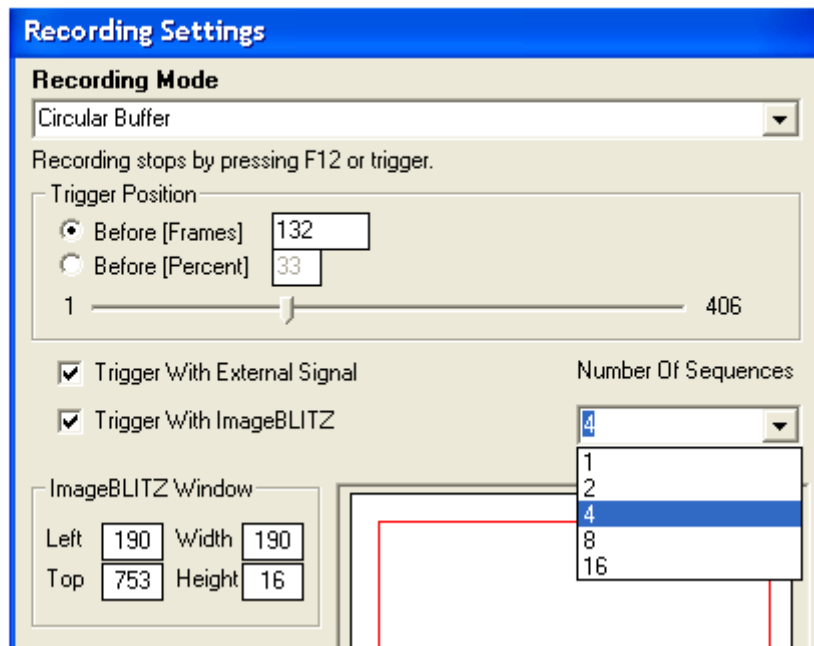 Recording Settings
Recording Mode
Circular Buffer
Recording stops by pressing F12 or trigger.
Trigger Position
Before [Frames] 132
Before [Percent] 33
1 406
Trigger With External Signal
Number Of Sequences
Trigger With ImageBLITZ
4
1
2
4
8
16
ImageBLITZ Window
Left 190 Width 190
Top 753 Height 16